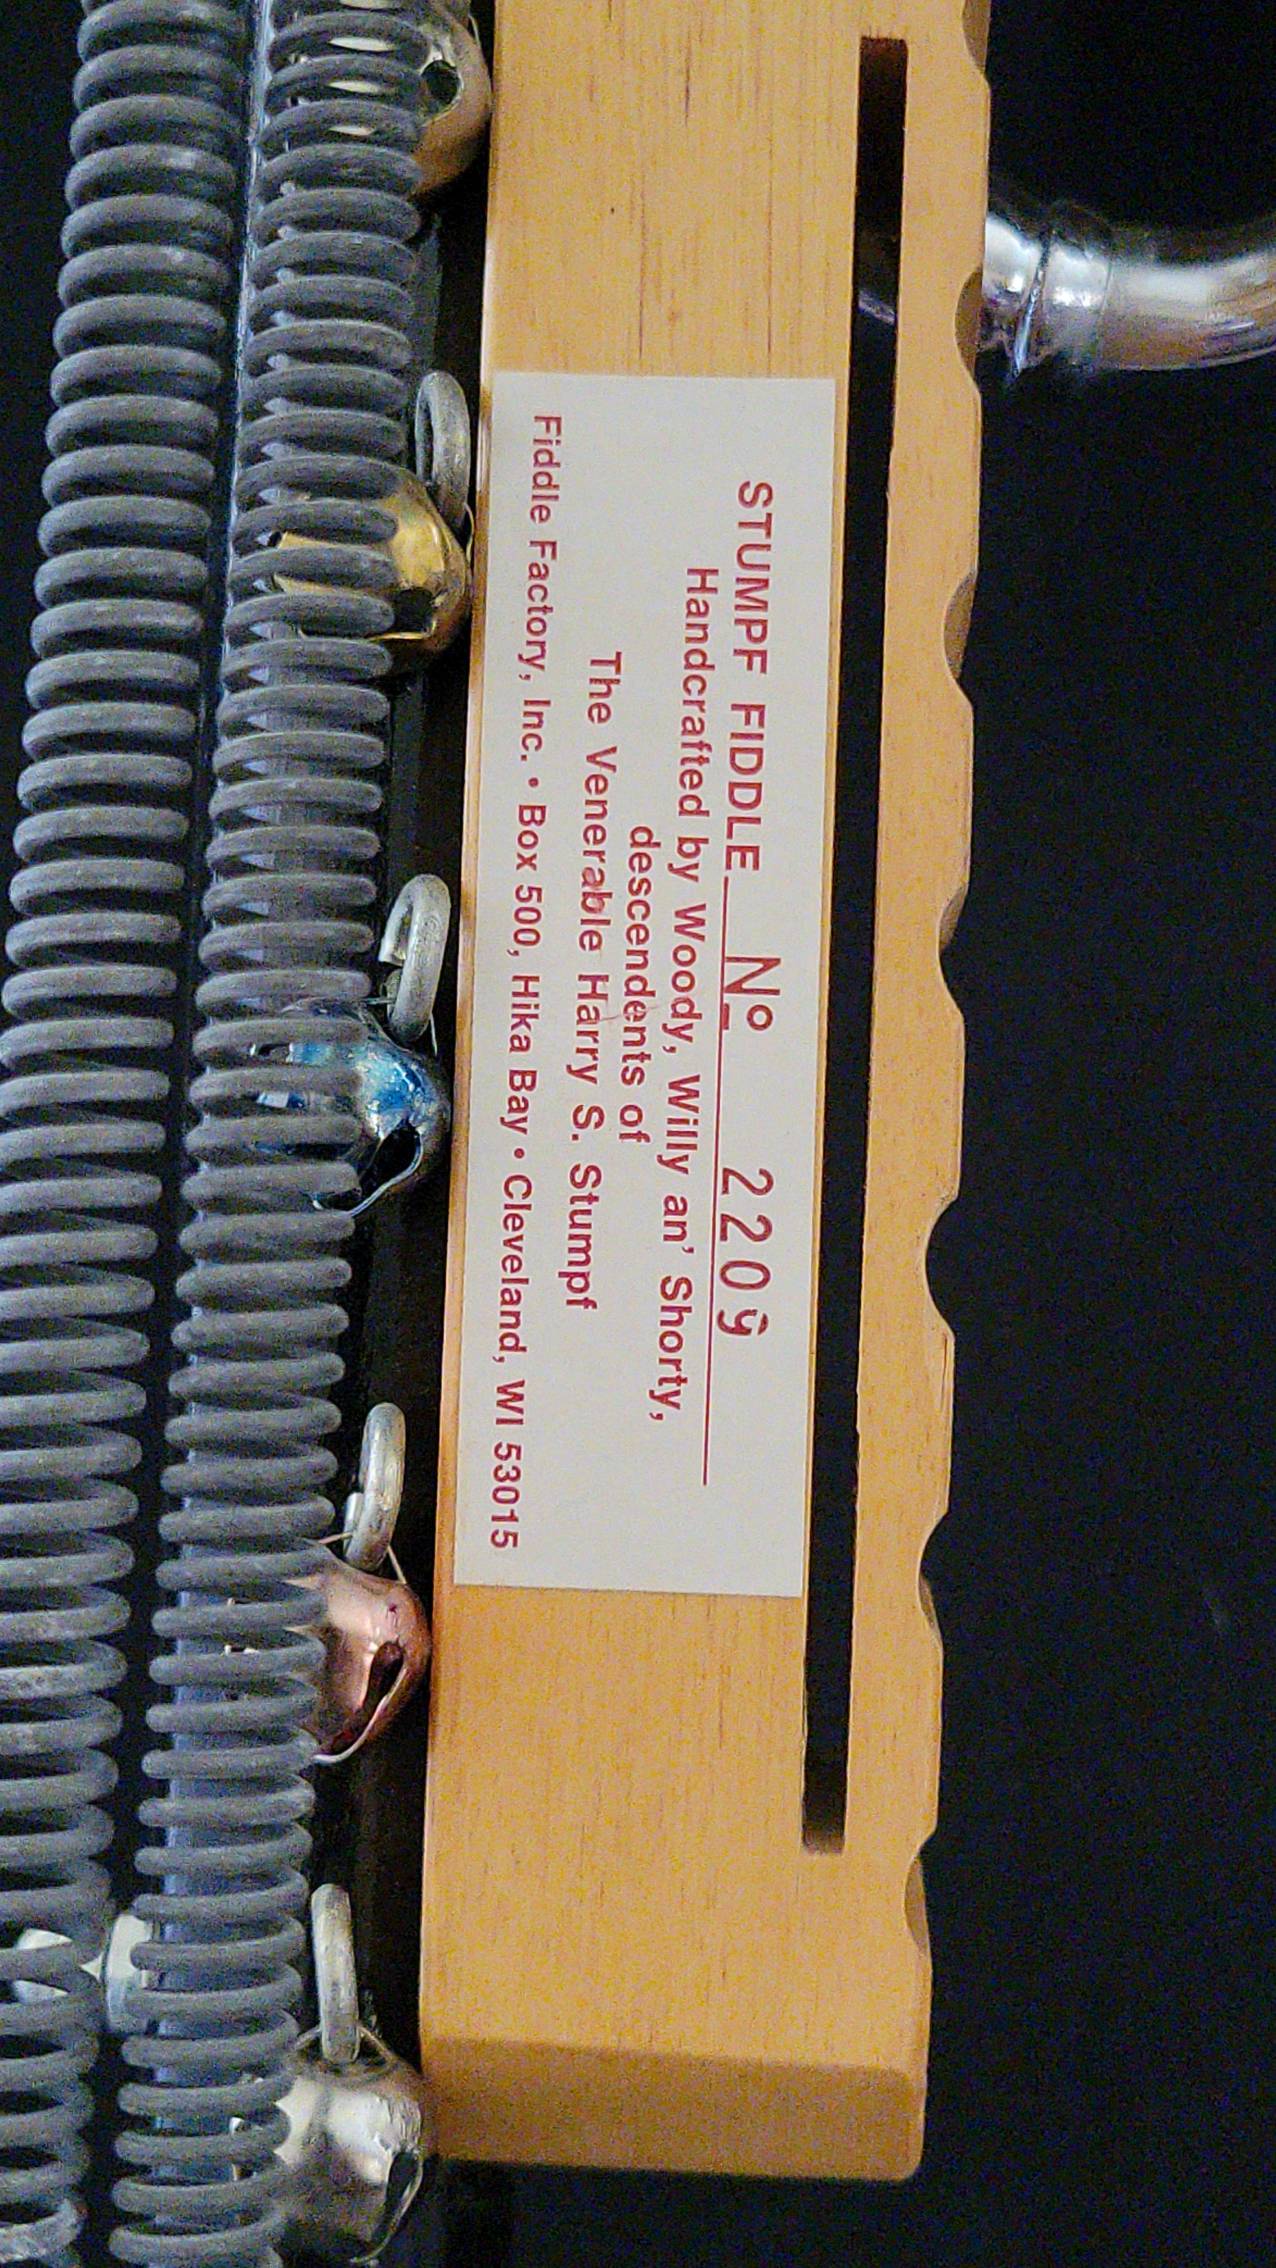 STUMPF FIDDLE No 2209
Handcrafted by Woody, Willy an' Shorty,
descendents of
The Venerable Harry S. Stumpf
Fiddle Factory, Inc. • Box 500, Hika Bay • Cleveland, WI 53015